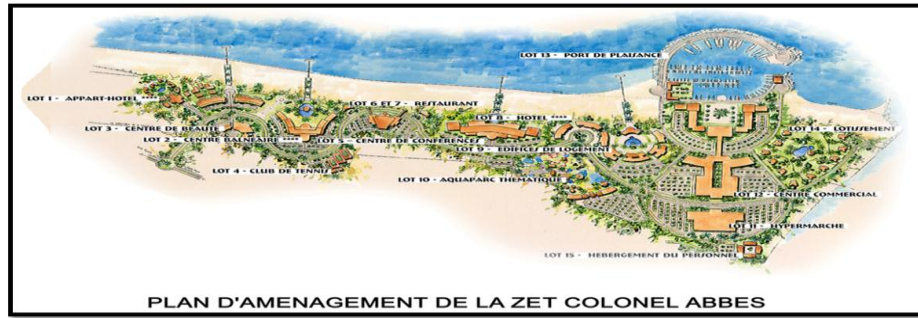 LOT 13 - PORT DE PLAISANCE
LOT 1 - APPART-HOTEL ****
LOT 6 ET 7 - RESTAURANT
LOT 8 - HOTEL ****
LOT 3 - CENTRE DE BEAUTE
LOT 14 - LOTISSEMENT
LOT 2 - CENTRE BALNEAIRE ****
LOT 5 - CENTRE DE CONFERENCES
LOT 9 - EDIFICES DE LOGEMENT
LOT 4 - CLUB DE TENNIS
LOT 10 - AQUAPARC THEMATIQUE
LOT 12 - CENTRE COMMERCIAL
LOT 11 - HYPERMARCHE
LOT 15 - HEBERGEMENT DU PERSONNEL
PLAN D'AMENAGEMENT DE LA ZET COLONEL ABBES